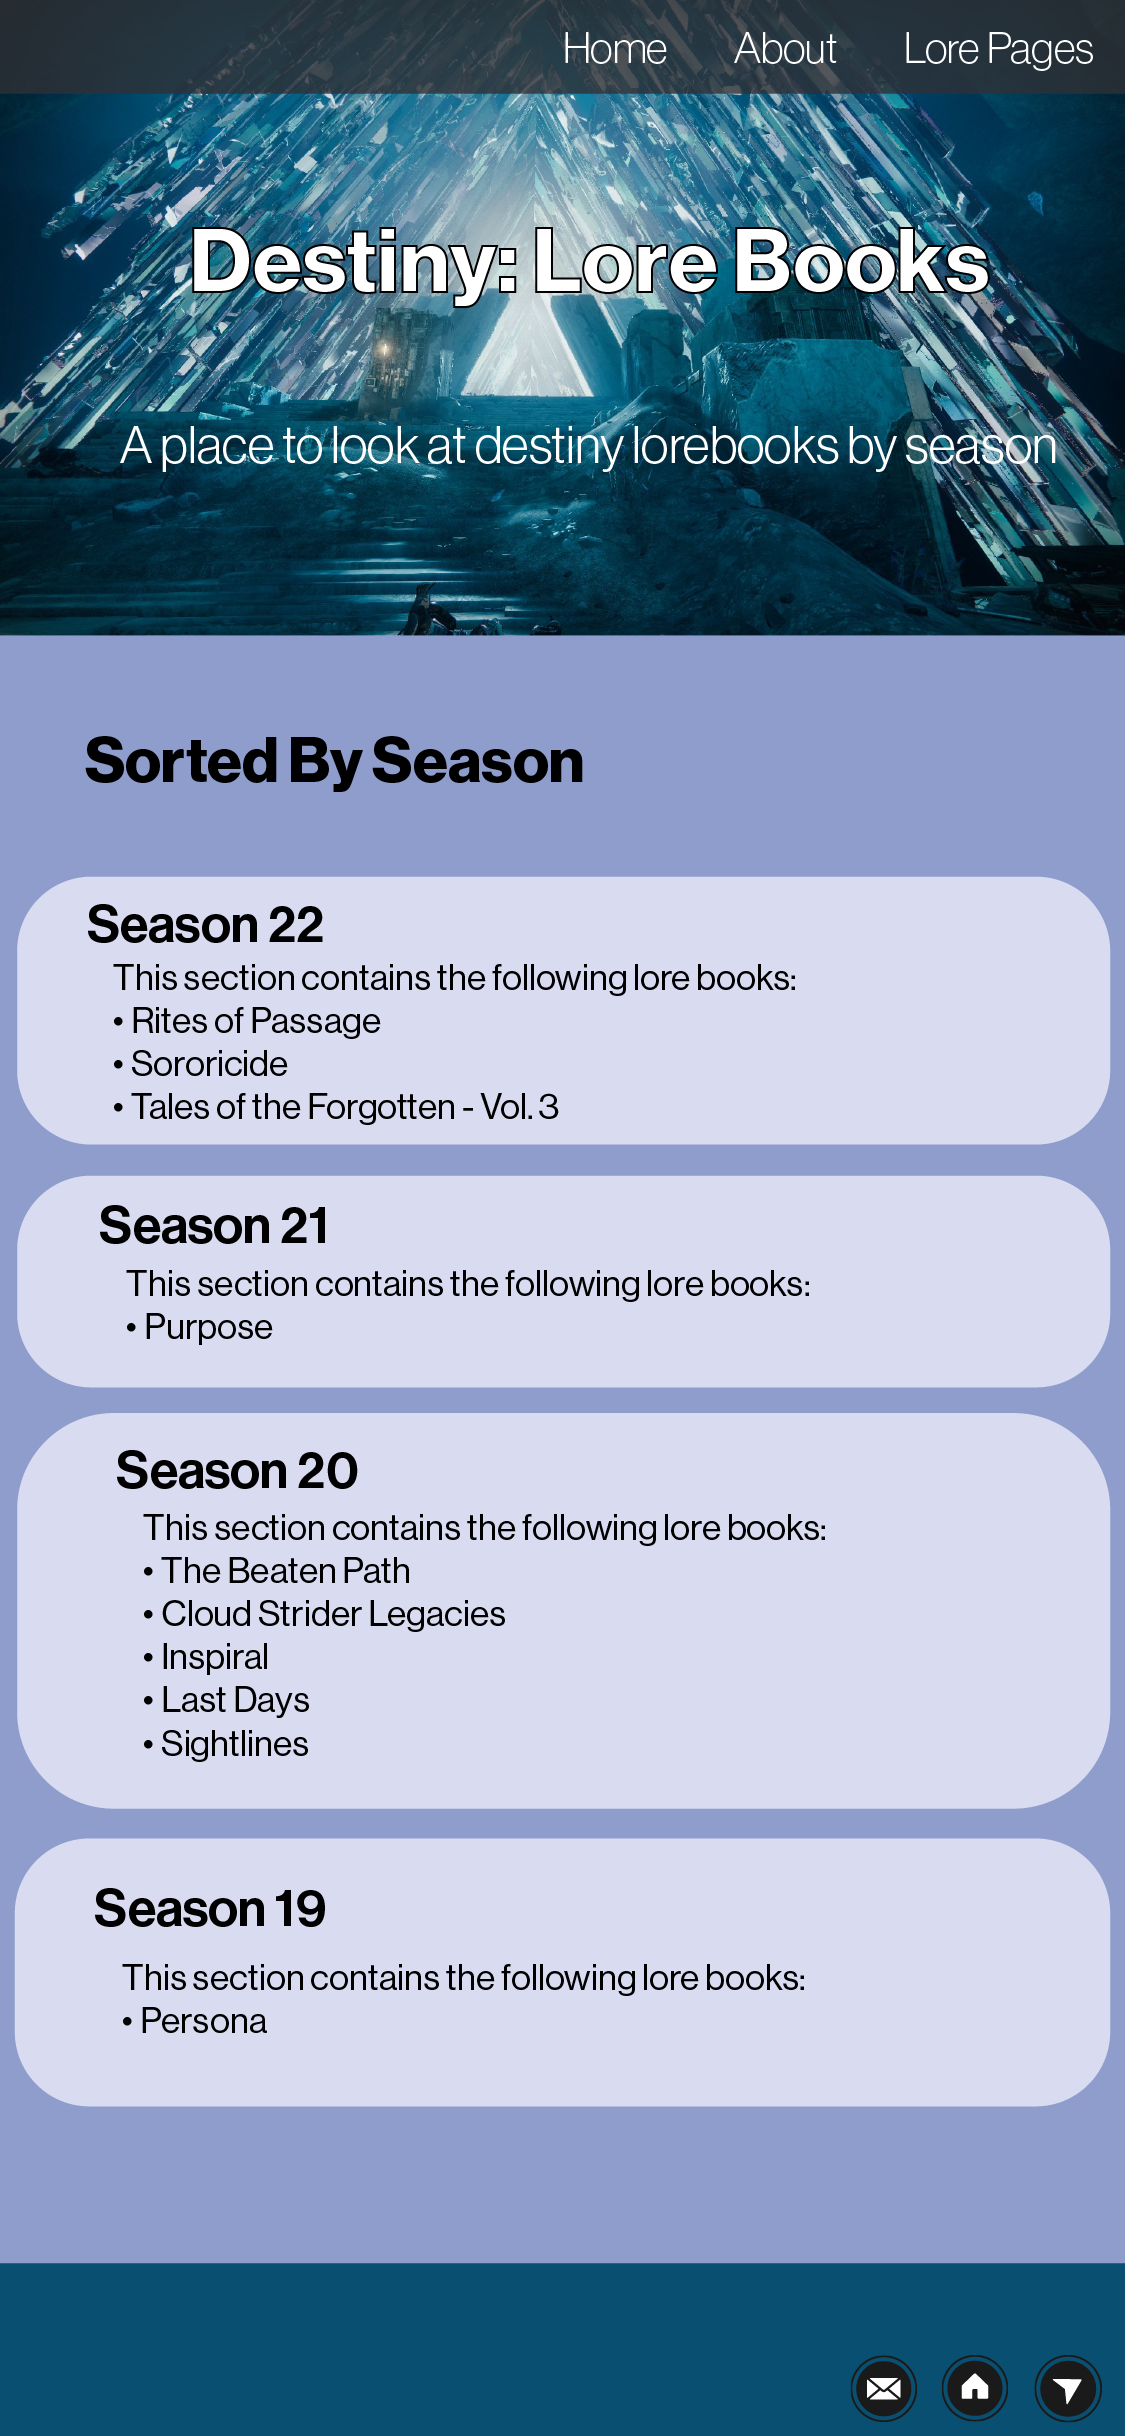 Home About Lore Pages
Destiny: Lore Books
A place to look at destiny lorebooks by season
Sorted By Season
Season 22
This section contains the following lore books:
• Rites of Passage
• Sororicide
• Tales of the Forgotten - Vol. 3
Season 21
This section contains the following lore books:
• Purpose
Season 20
This section contains the following lore books:
• The Beaten Path
• Cloud Strider Legacies
• Inspiral
• Last Days
• Sightlines
Season 19
This section contains the following lore books:
• Persona